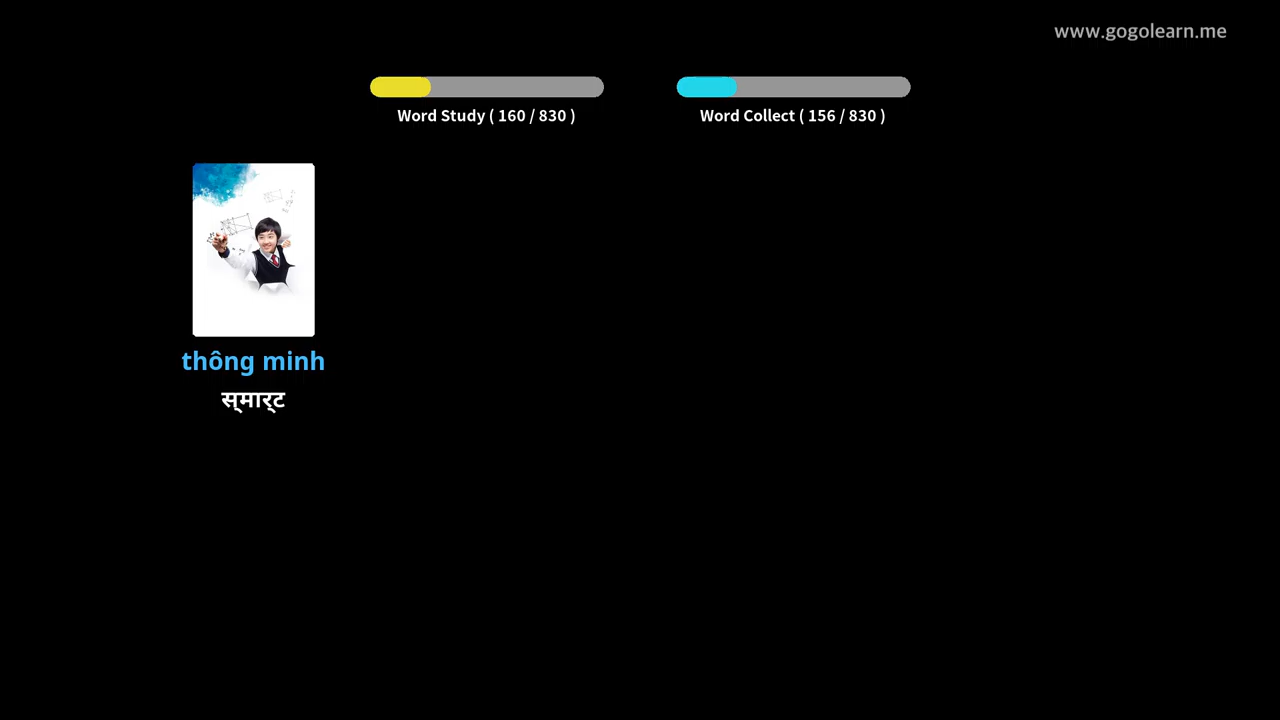 www.gogolearn.me
Word Study ( 160 / 830 )
Word Collect ( 156 / 830 )
thông minh
स्मार्ट